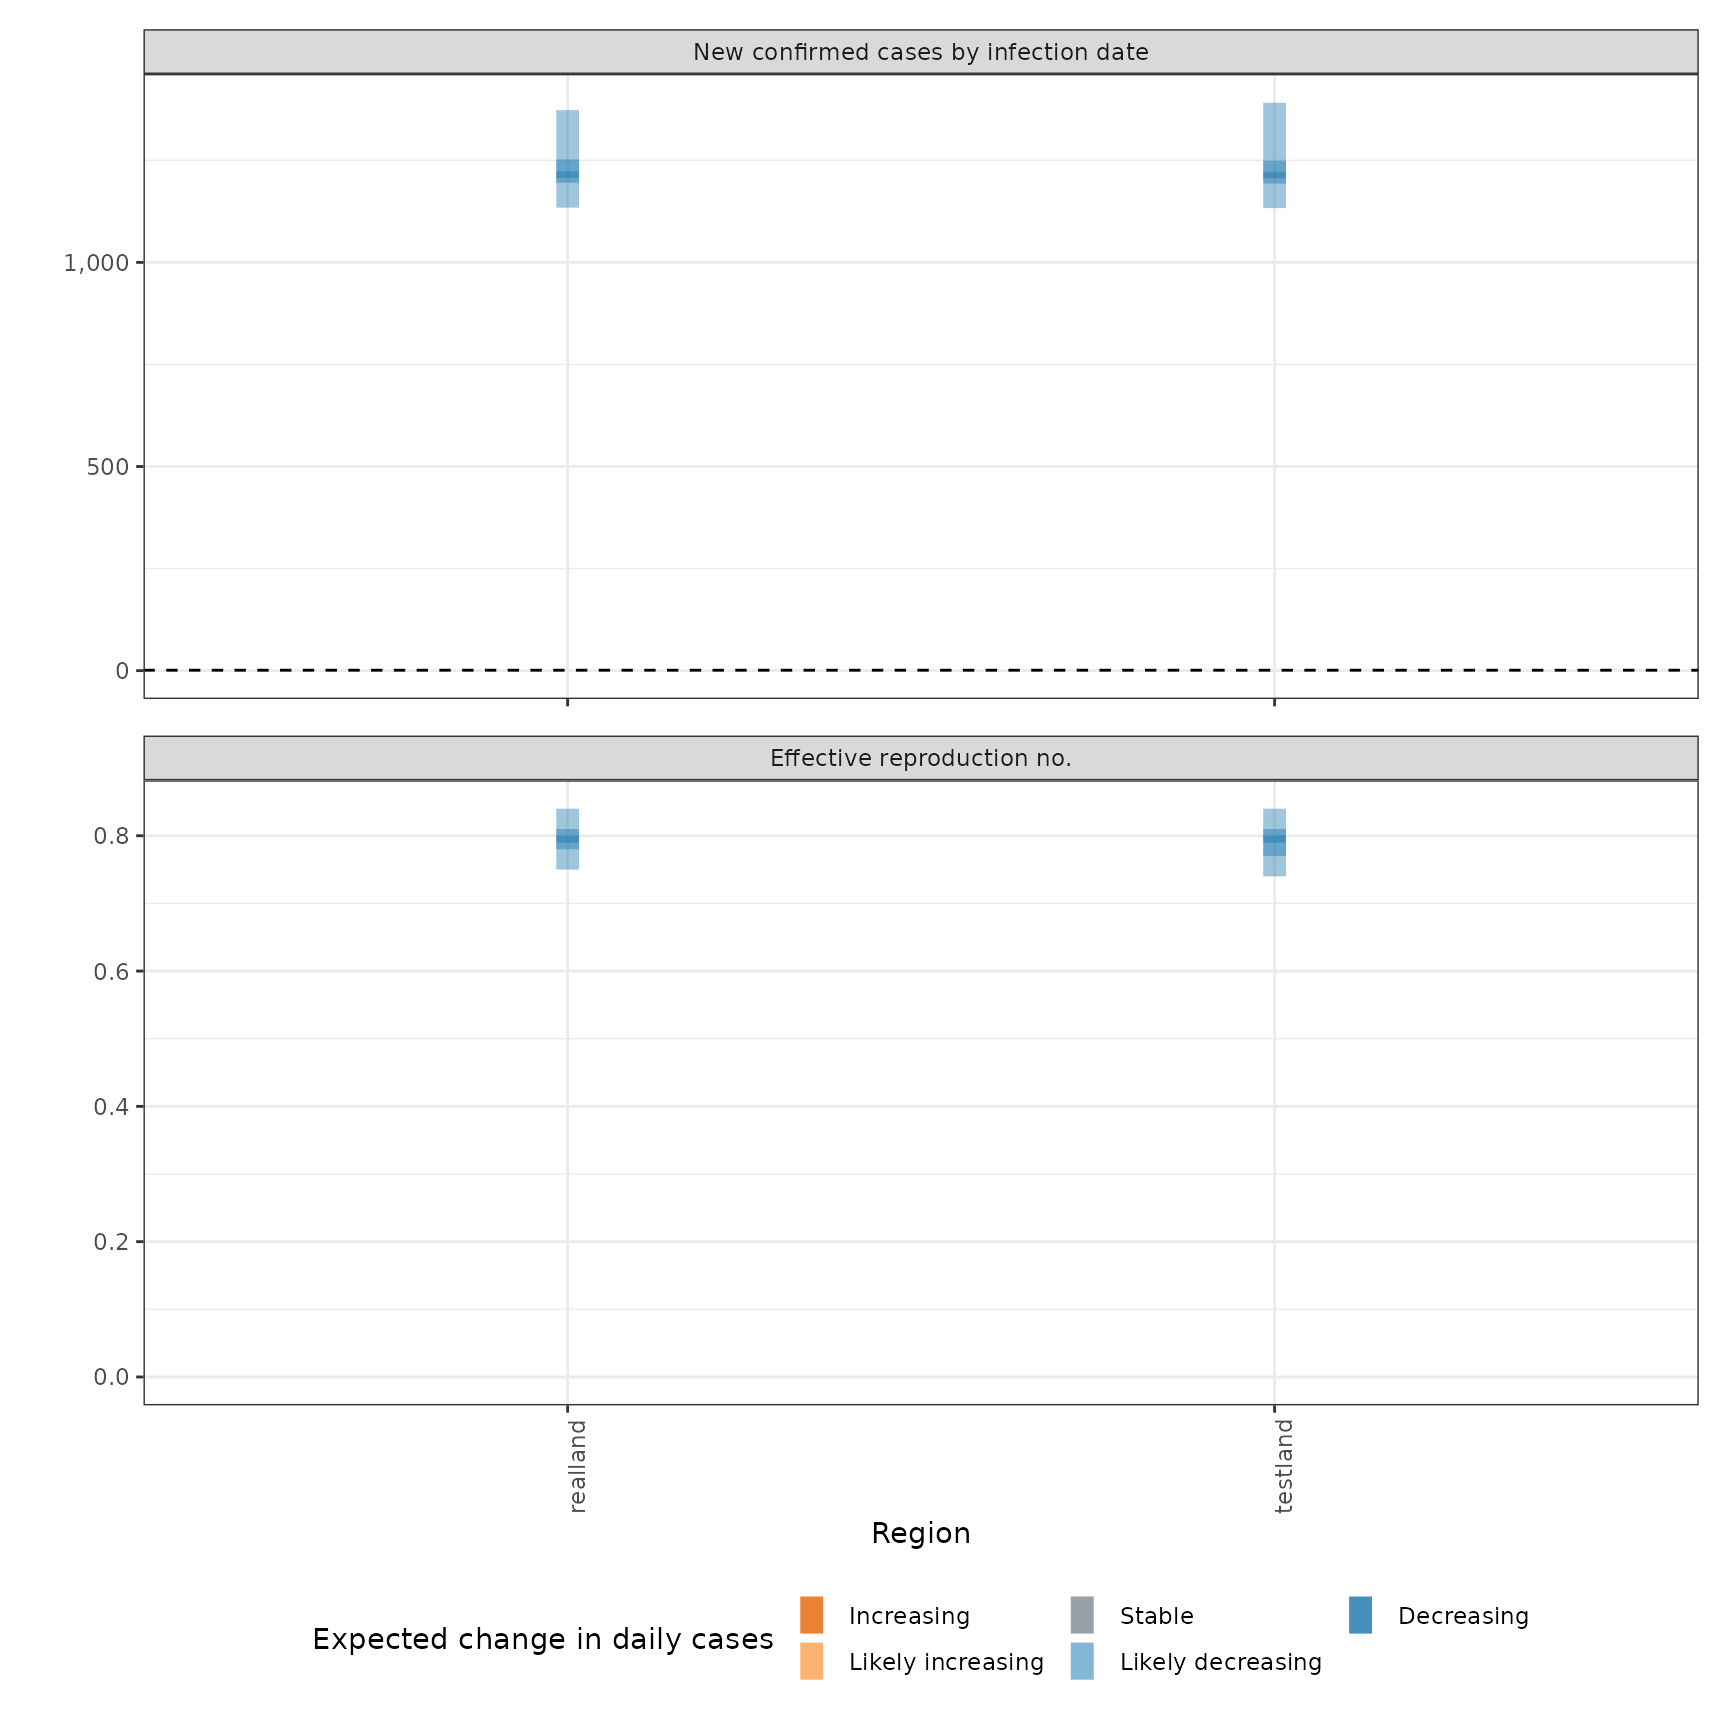 New confirmed cases by infection date
1,000
500
0
Effective reproduction no.
0.8
0.6
0.4
0.2
0.0
realland
testland
Region
Expected change in daily cases
Increasing
Stable
Decreasing
Likely increasing
Likely decreasing